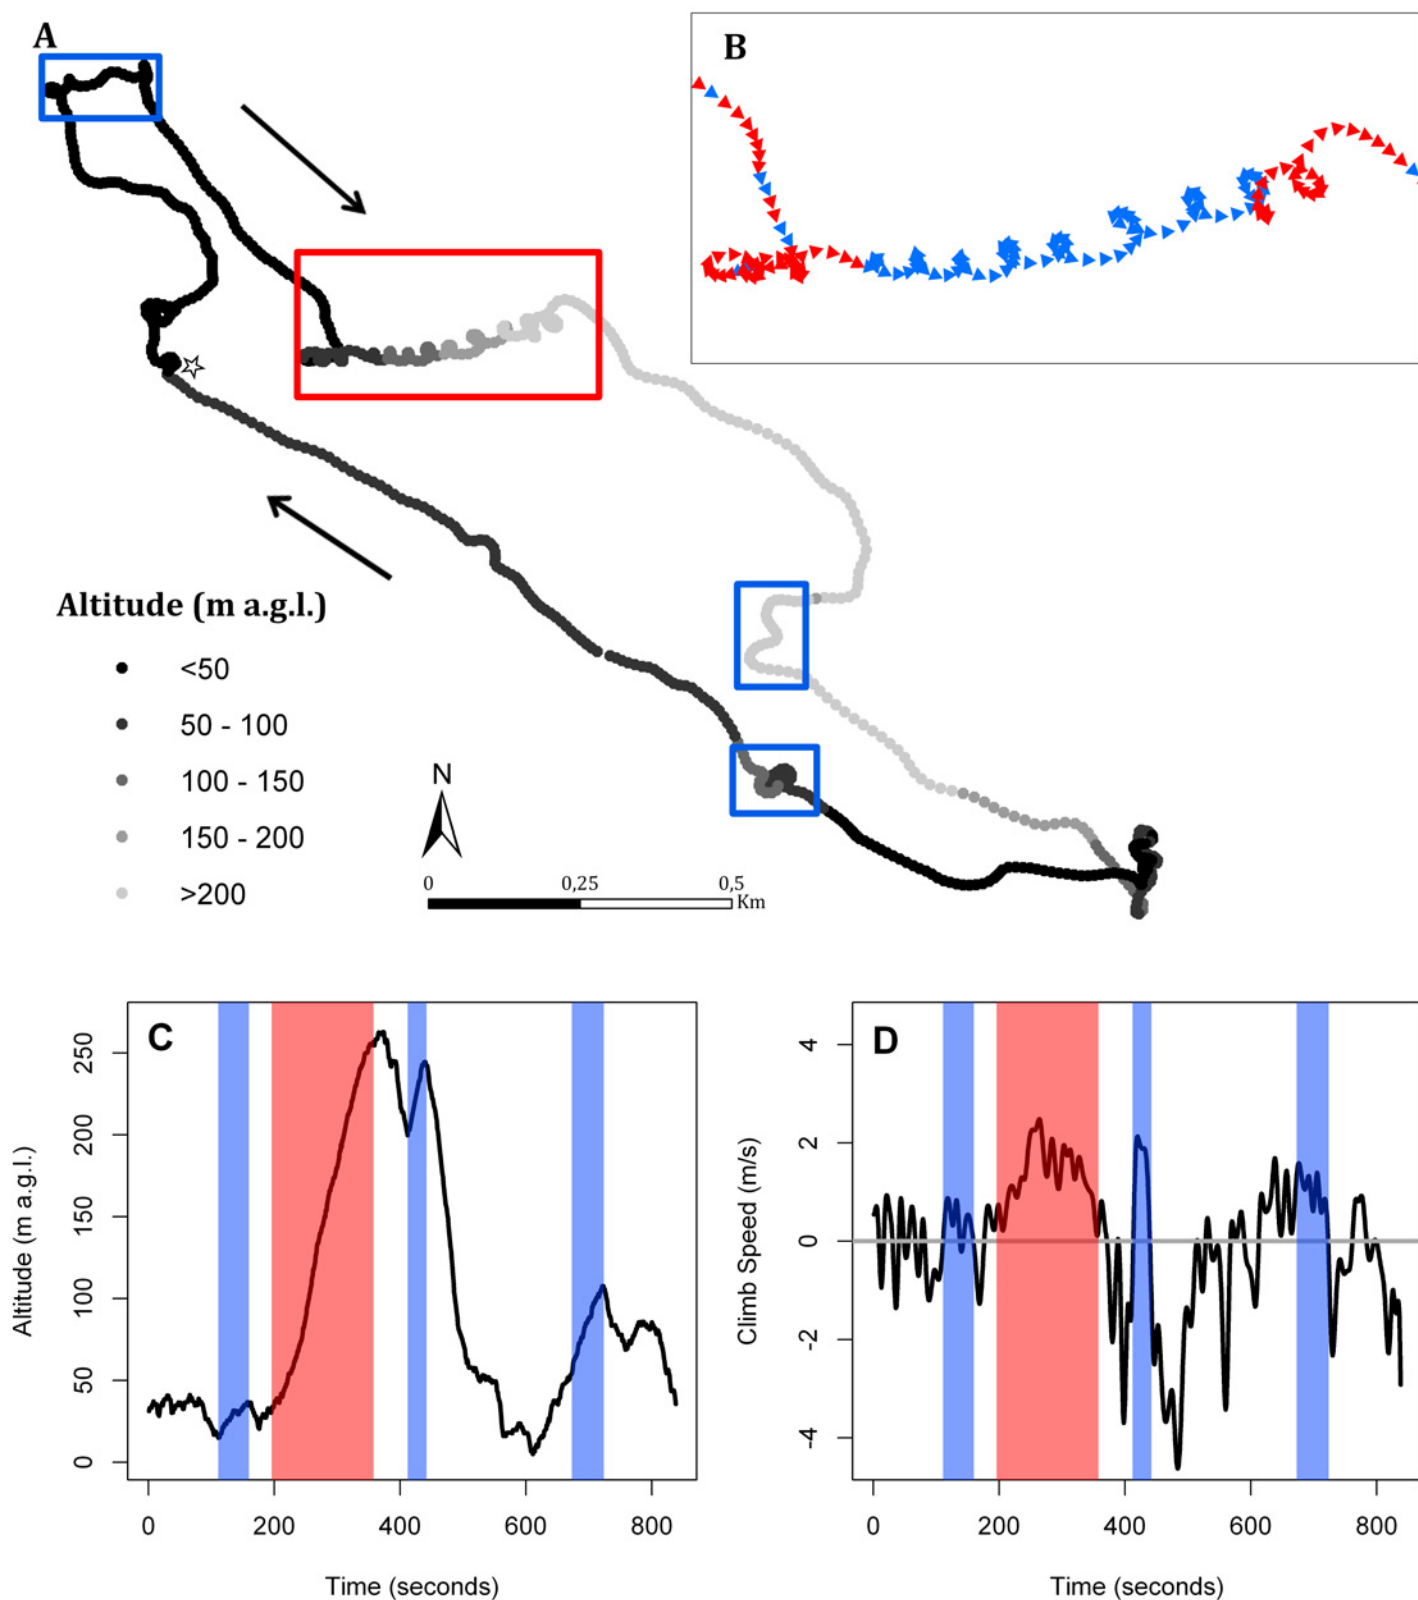 A
B
Altitude (m a.g.l.)
<50
50 - 100
100 - 150
150 - 200
>200
N
0 0,25 0,5
Km
C
Altitude (m a.g.l.)
250
200
150
100
50
0
0 200 400 600 800
Time (seconds)
D
Climb Speed (m/s)
4
2
0
-2
-4
0 200 400 600 800
Time (seconds)